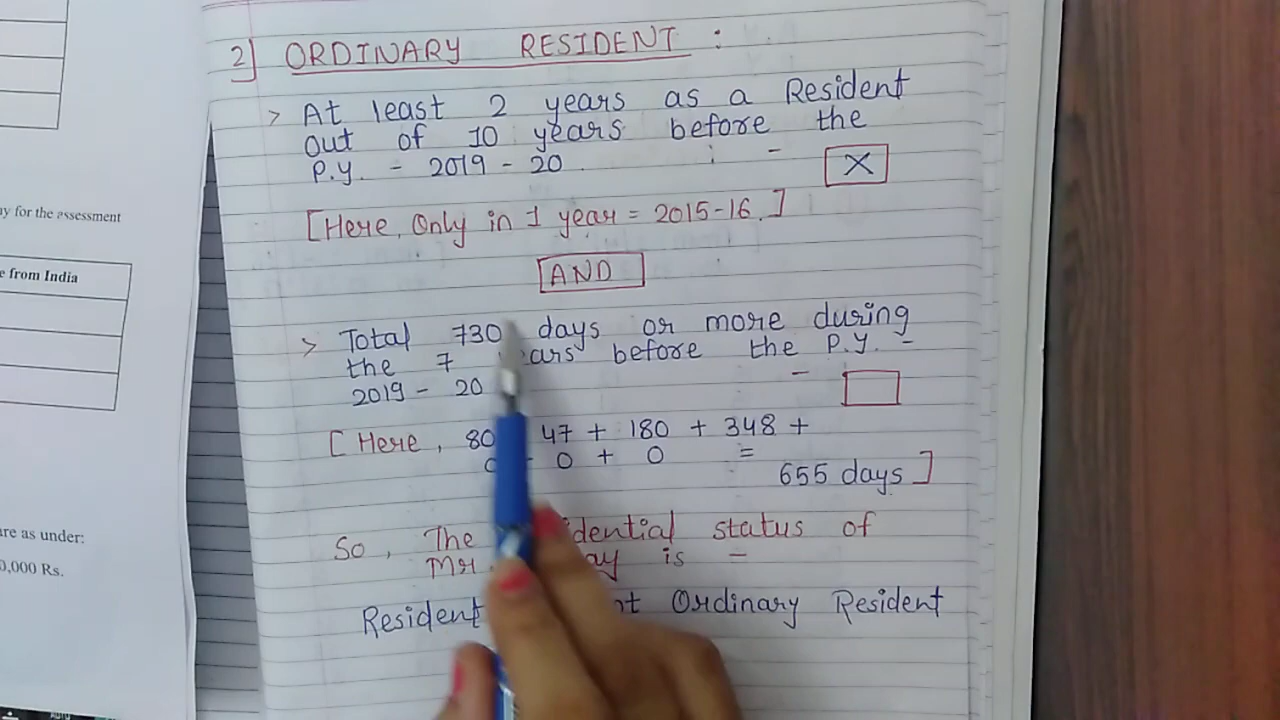 2] ORDINARY RESIDENT :
> At least 2 years as a Resident
out of 10 years before the
P.Y. - 2019 - 20 : -
X
[Here, Only in 1 year = 2015-16.]
AND
> Total 730 days or more during
the 7 before the P.Y. -
2019 - 20 -
[Here, 80 47 + 180 + 348 +
0 + 0 =
655 days]
So, The status of
Mr. is -
Resident Ordinary Resident
y for the assessment
e from India
are as under:
0,000 Rs.